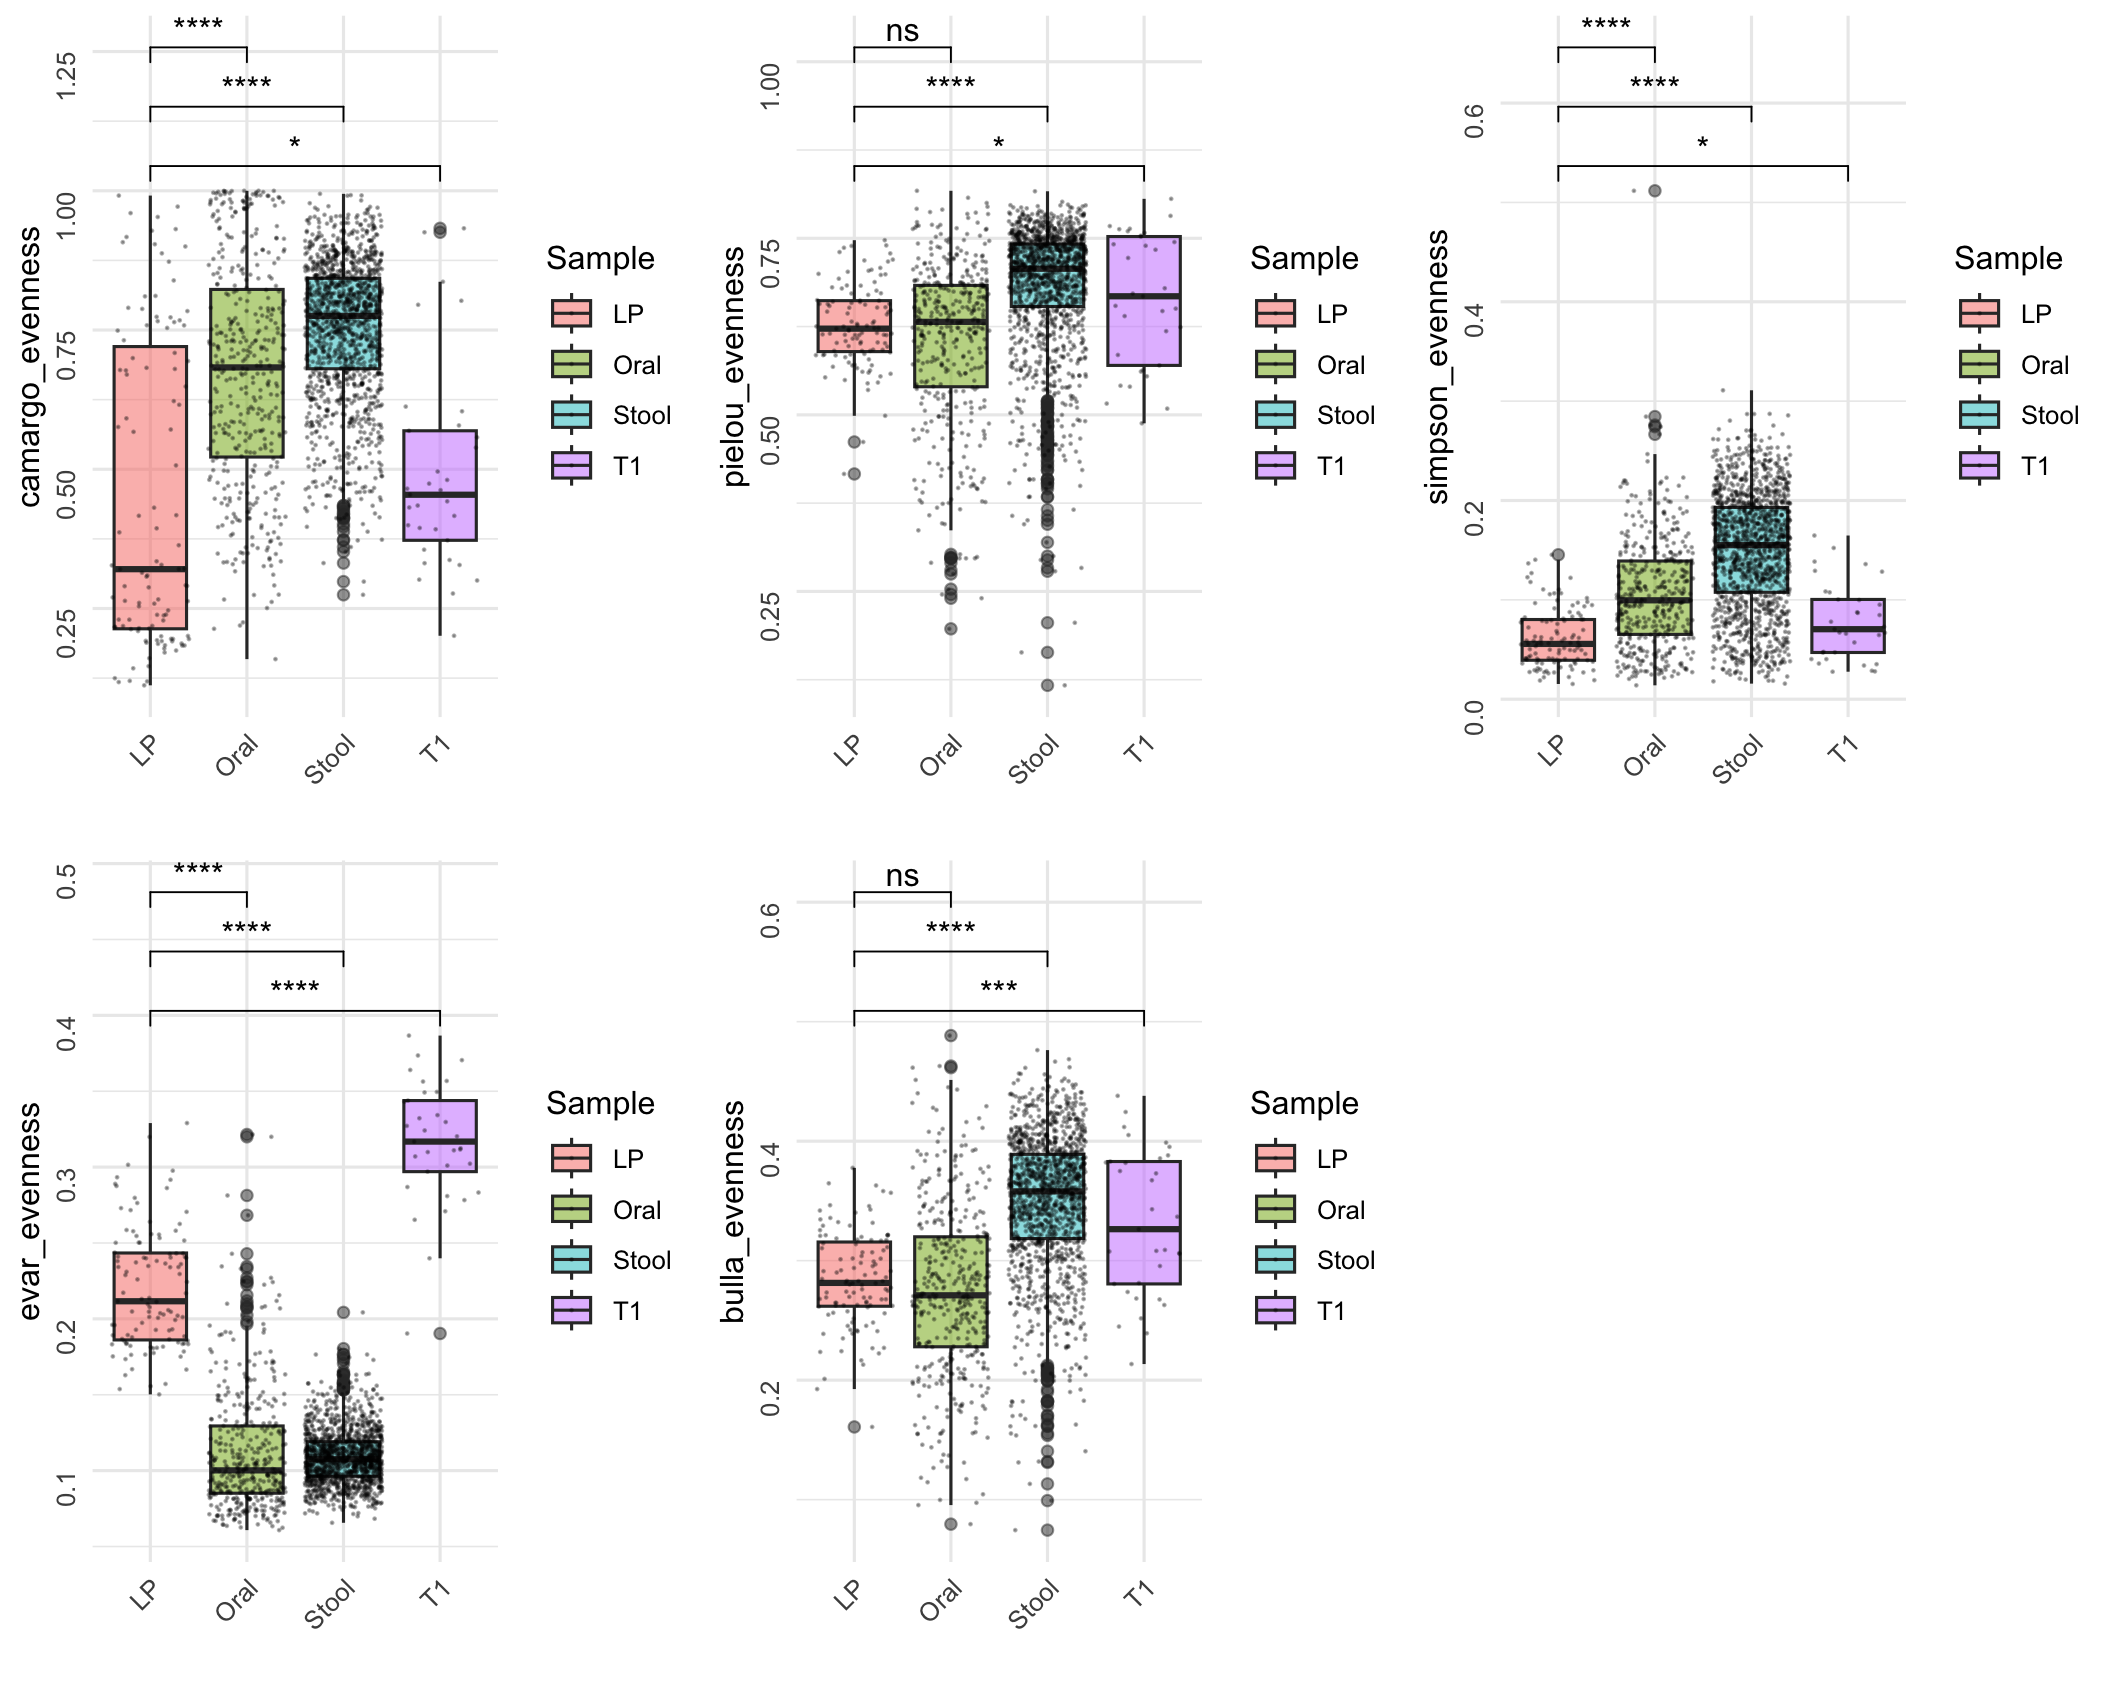 camargo_evenness
1.25
1.00
0.75
0.50
0.25
****
****
*
LP
Oral
Stool
T1
Sample
LP
Oral
Stool
T1
pielou_evenness
1.00
0.75
0.50
0.25
ns
****
*
LP
Oral
Stool
T1
Sample
LP
Oral
Stool
T1
simpson_evenness
0.6
0.4
0.2
0.0
****
****
*
LP
Oral
Stool
T1
Sample
LP
Oral
Stool
T1
evar_evenness
0.5
0.4
0.3
0.2
0.1
****
****
****
LP
Oral
Stool
T1
Sample
LP
Oral
Stool
T1
bulla_evenness
0.6
0.4
0.2
ns
****
***
LP
Oral
Stool
T1
Sample
LP
Oral
Stool
T1